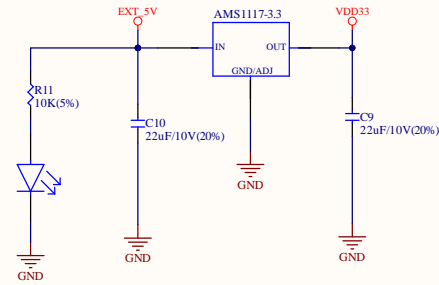 EXT_5V
AMS1117-3.3
VDD33
IN
OUT
GND/ADJ
R11
10K(5%)
C10
22uF/10V(20%)
C9
22uF/10V(20%)
GND
GND
GND
GND